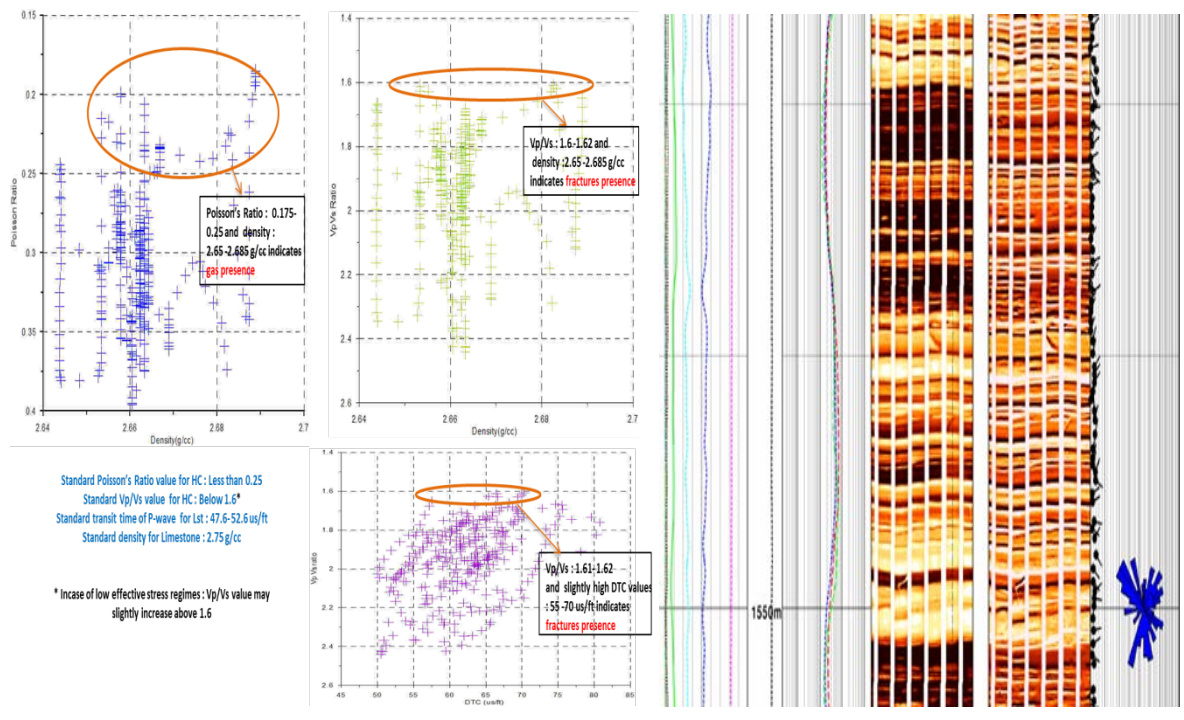 0.15
0.2
0.25
0.3
0.35
0.4
2.64
2.66
2.68
2.7
Poisson Ratio
Density(g/cc)
Poisson's Ratio : 0.175-
0.25 and density :
2.65 -2.685 g/cc indicates
gas presence
1.4
1.6
1.8
2
2.2
2.4
2.6
2.64
2.66
2.68
2.7
VpVs Ratio
Density(g/cc)
Vp/Vs : 1.6-1.62 and
density :2.65-2.685 g/cc
indicates fractures presence
Standard Poisson's Ratio value for HC : Less than 0.25
Standard Vp/Vs value for HC : Below 1.6*
Standard transit time of P-wave for Lst : 47.6-52.6 us/ft
Standard density for Limestone : 2.75 g/cc
* Incase of low effective stress regimes : Vp/Vs value may
slightly increase above 1.6
1.4
1.6
1.8
2
2.2
2.4
2.6
45
50
55
60
65
70
75
80
85
Vp Vs ratio
DTC (us/ft)
Vp/Vs : 1.61-1.62
and slightly high DTC values
: 55 -70 us/ft indicates
fractures presence
1550m